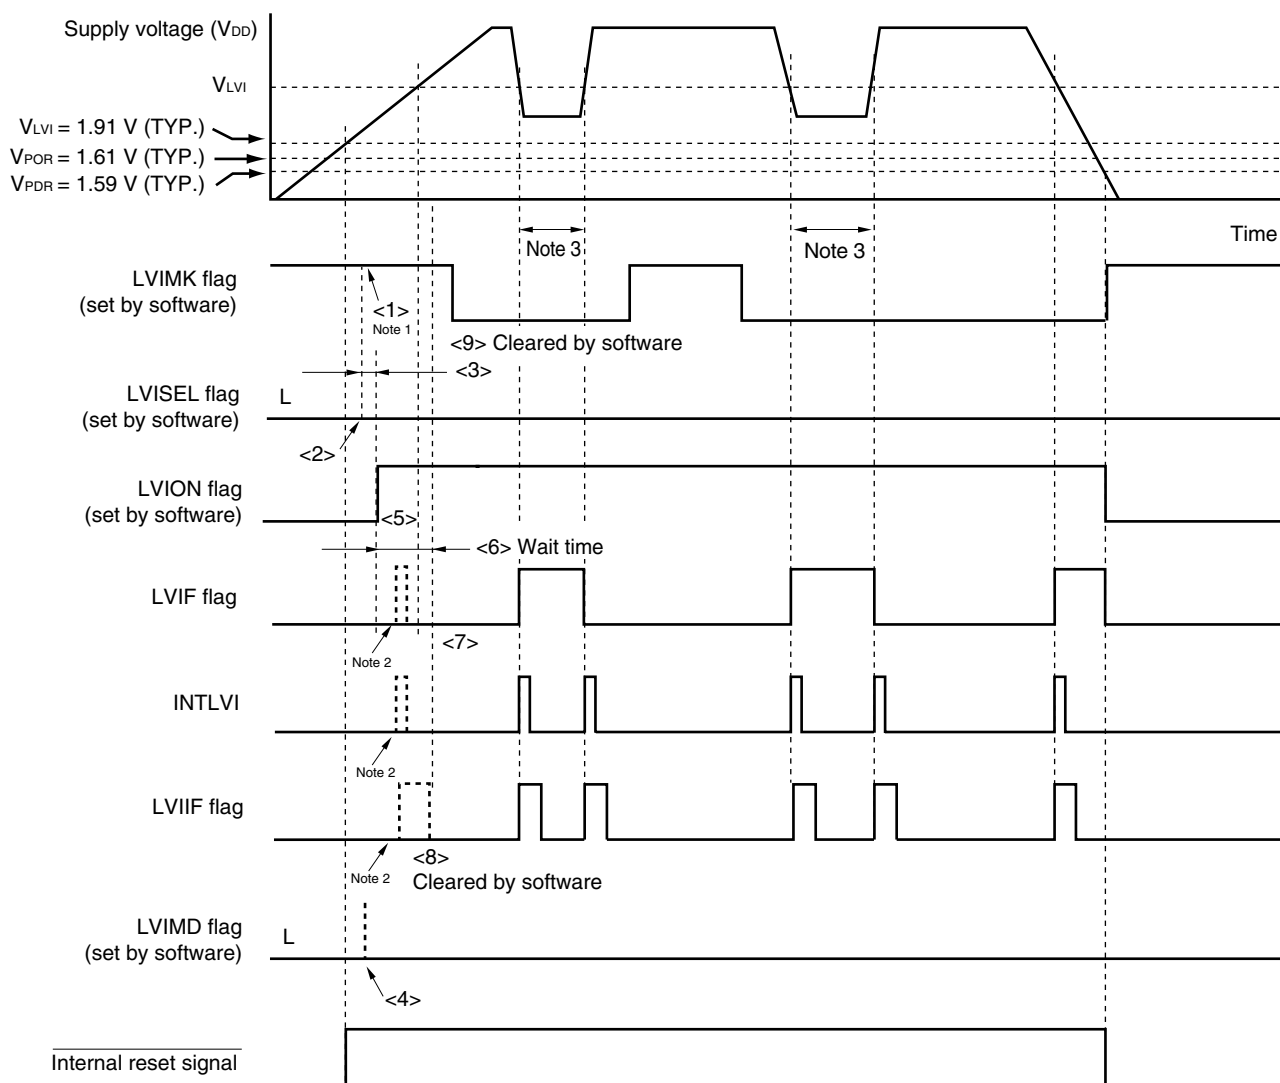 Supply voltage (VDD)
VLVI
VLVI = 1.91 V (TYP.)
VPOR = 1.61 V (TYP.)
VPDR = 1.59 V (TYP.)
Time
Note 3
Note 3
LVIMK flag
(set by software)
<1>
Note 1
<9> Cleared by software
<3>
LVISEL flag
(set by software)
L
<2>
LVION flag
(set by software)
<5>
<6> Wait time
LVIF flag
Note 2
<7>
INTLVI
Note 2
LVIIF flag
Note 2
<8>
Cleared by software
LVIMD flag
(set by software)
L
<4>
Internal reset signal